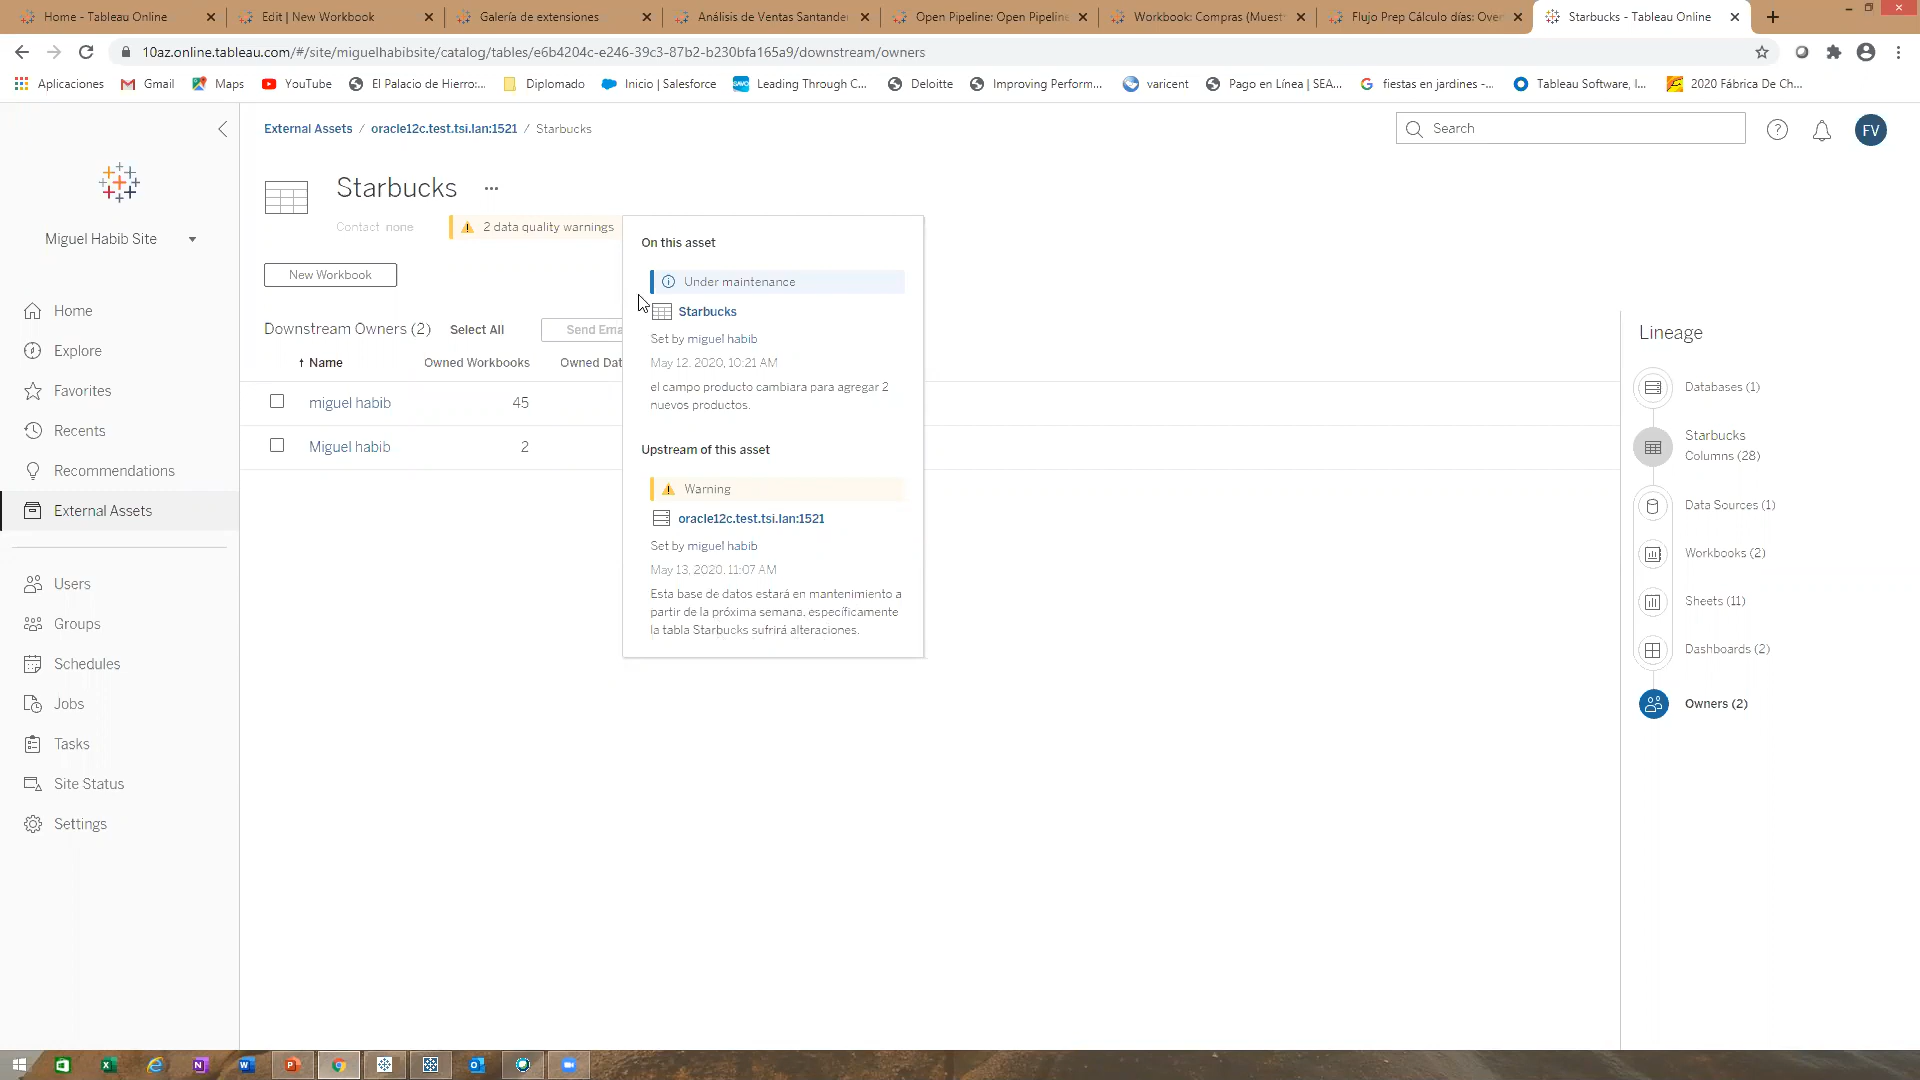 Home - Tableau Online
Edit | New Workbook
Galería de extensiones
Análisis de Ventas Santander
Open Pipeline: Open Pipeline
Workbook: Compras (Muest
Flujo Prep Cálculo días: Over
Starbucks - Tableau Online
10az.online.tableau.com/#/site/miguelhabibsite/catalog/tables/e6b4204c-e246-39c3-87b2-b230bfa165a9/downstream/owners
Aplicaciones
Gmail
Maps
YouTube
El Palacio de Hierro:...
Diplomado
Inicio | Salesforce
Leading Through C...
Deloitte
Improving Perform...
varicent
Pago en Línea | SEA...
fiestas en jardines -...
Tableau Software, I...
2020 Fábrica De Ch...
External Assets / oracle12c.test.tsi.lan:1521 / Starbucks
Search
FV
Miguel Habib Site
Home
Explore
Favorites
Recents
Recommendations
External Assets
Users
Groups
Schedules
Jobs
Tasks
Site Status
Settings
Starbucks ...
Contact none
2 data quality warnings
New Workbook
Downstream Owners (2) Select All Send Ema
↑ Name Owned Workbooks Owned Dat
miguel habib 45
Miguel habib 2
On this asset
Under maintenance
Starbucks
Set by miguel habib
May 12, 2020, 10:21 AM
el campo producto cambiara para agregar 2
nuevos productos.
Upstream of this asset
Warning
oracle12c.test.tsi.lan:1521
Set by miguel habib
May 13, 2020, 11:07 AM
Esta base de datos estará en mantenimiento a
partir de la próxima semana, específicamente
la tabla Starbucks sufrirá alteraciones.
Lineage
Databases (1)
Starbucks
Columns (28)
Data Sources (1)
Workbooks (2)
Sheets (11)
Dashboards (2)
Owners (2)